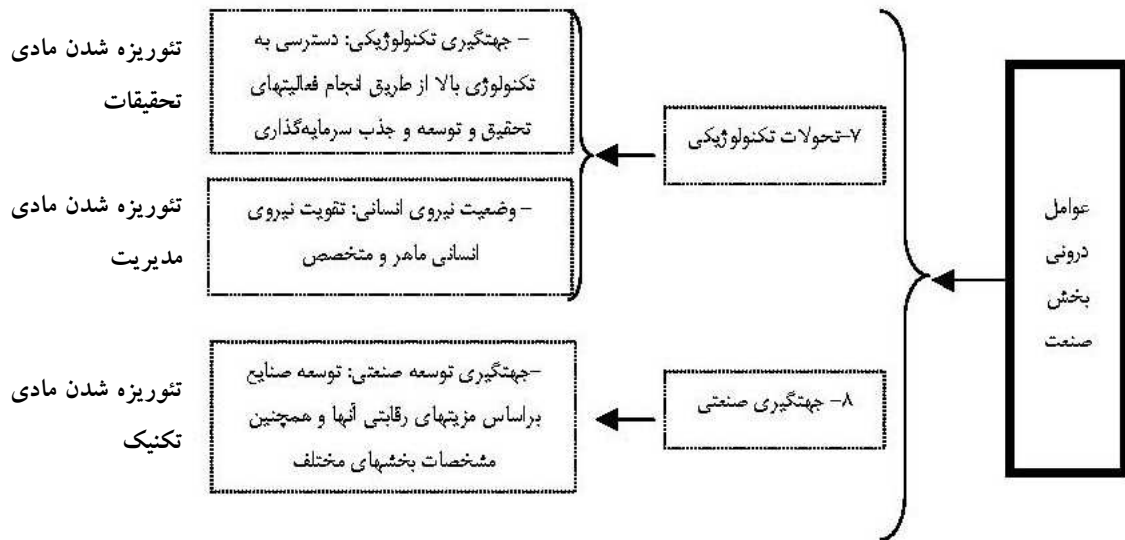 عوامل
درونی
بخش
صنعت
۷-تحولات تکنولوژیکی
- جهتگیری تکنولوژیکی: دسترسی به
تکنولوژی بالا از طریق انجام فعالیتهای
تحقیق و توسعه و جذب سرمایه‌گذاری
تئوریزه شدن مادی
تحقیقات
- وضعیت نیروی انسانی: تقویت نیروی
انسانی ماهر و متخصص
تئوریزه شدن مادی
مدیریت
۸- جهتگیری صنعتی
-جهتگیری توسعه صنعتی: توسعه صنایع
براساس مزیتهای رقابتی آنها و همچنین
مشخصات بخشهای مختلف
تئوریزه شدن مادی
تکنیک